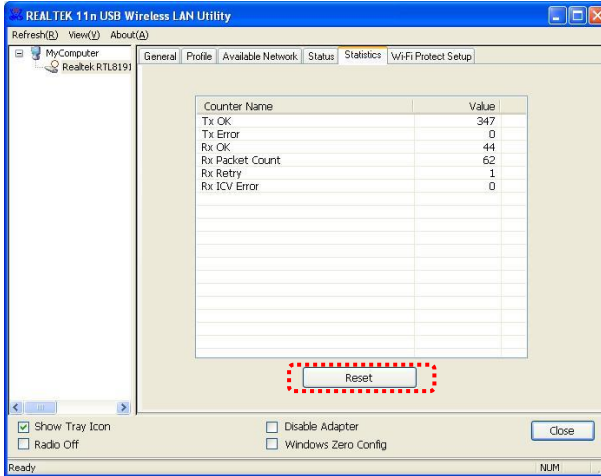 REALTEK 11n USB Wireless LAN Utility
Refresh(R) View(V) About(A)
MyComputer
Realtek RTL8191
General Profile Available Network Status Statistics Wi-Fi Protect Setup
Counter Name Value
Tx OK 347
Tx Error 0
Rx OK 44
Rx Packet Count 62
Rx Retry 1
Rx ICV Error 0
Reset
Show Tray Icon Disable Adapter
Radio Off Windows Zero Config
Close
Ready NUM